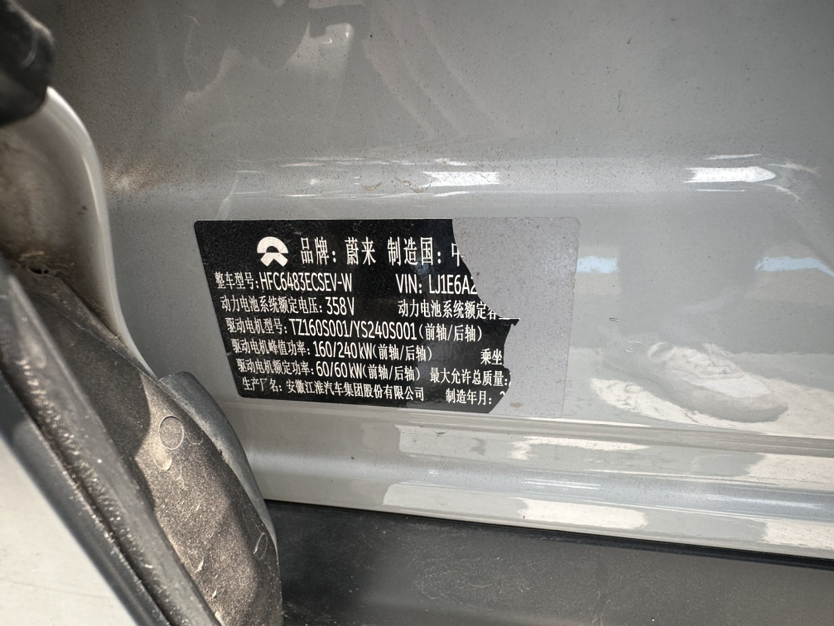 品牌：蔚来 制造国：
整车型号：HFC6483ECSEV-W VIN：LJ1E6A2
动力电池系统额定电压：358V 动力电池系统额定
驱动电机型号：TZ160S001/YS240S001（前轴/后轴）
驱动电机峰值功率：160/240kW（前轴/后轴） 乘坐
驱动电机额定功率：60/60kW（前轴/后轴） 最大允许总质量：
生产厂名：安徽江淮汽车集团股份有限公司 制造年月：